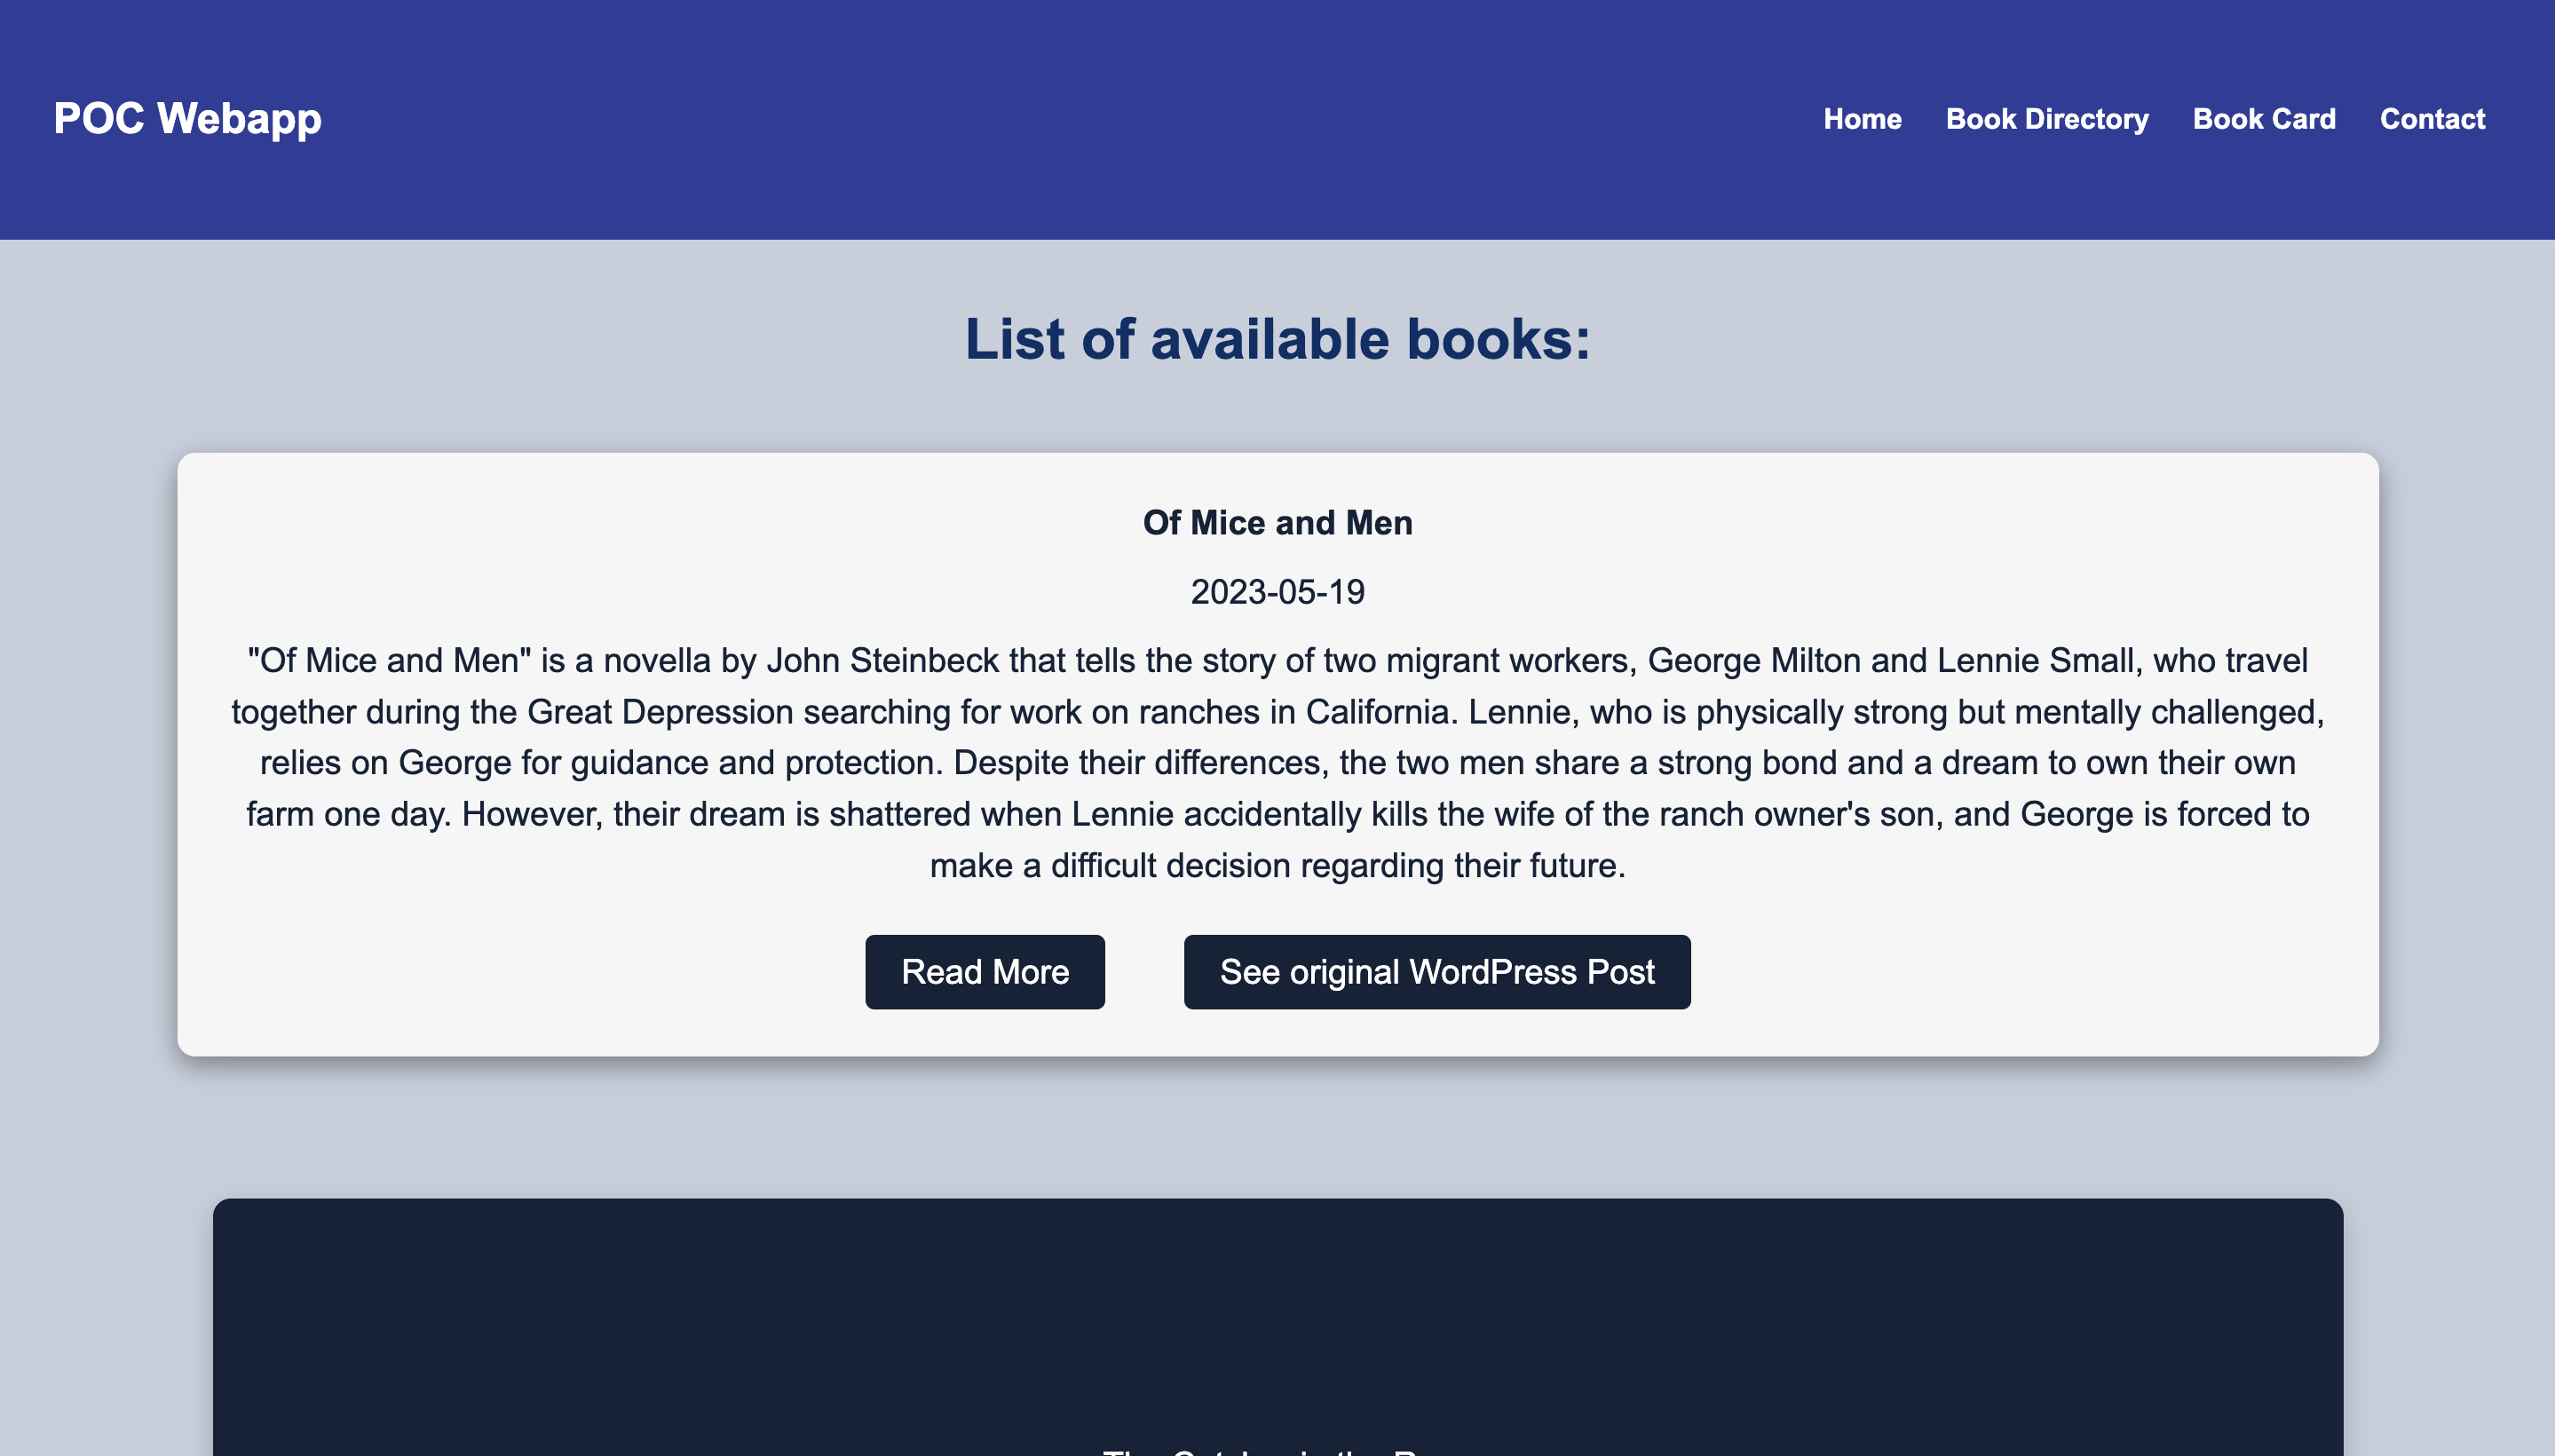 POC Webapp
Home Book Directory Book Card Contact
List of available books:
Of Mice and Men
2023-05-19
"Of Mice and Men" is a novella by John Steinbeck that tells the story of two migrant workers, George Milton and Lennie Small, who travel
together during the Great Depression searching for work on ranches in California. Lennie, who is physically strong but mentally challenged,
relies on George for guidance and protection. Despite their differences, the two men share a strong bond and a dream to own their own
farm one day. However, their dream is shattered when Lennie accidentally kills the wife of the ranch owner's son, and George is forced to
make a difficult decision regarding their future.
Read More See original WordPress Post